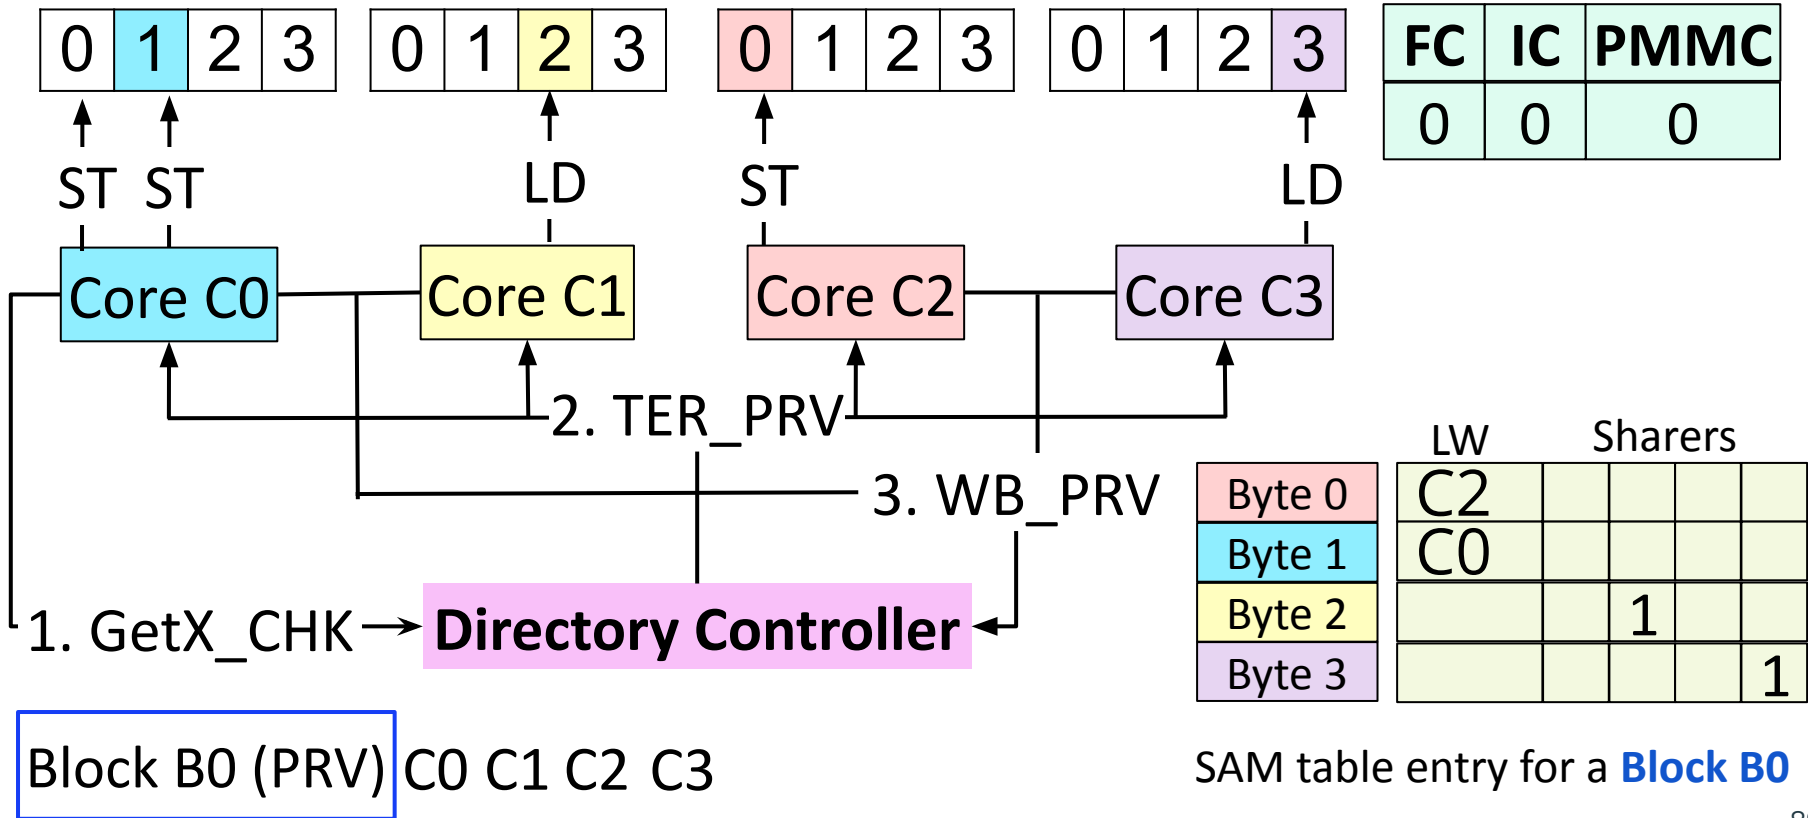 0 1 2 3 0 1 2 3 0 1 2 3 0 1 2 3
FC IC PMMC
0 0 0
ST ST LD ST LD
Core C0 Core C1 Core C2 Core C3
2. TER_PRV
3. WB_PRV
1. GetX_CHK
Directory Controller
LW Sharers
Byte 0 C2
Byte 1 C0
Byte 2 1
Byte 3 1
Block B0 (PRV) C0 C1 C2 C3
SAM table entry for a Block B0